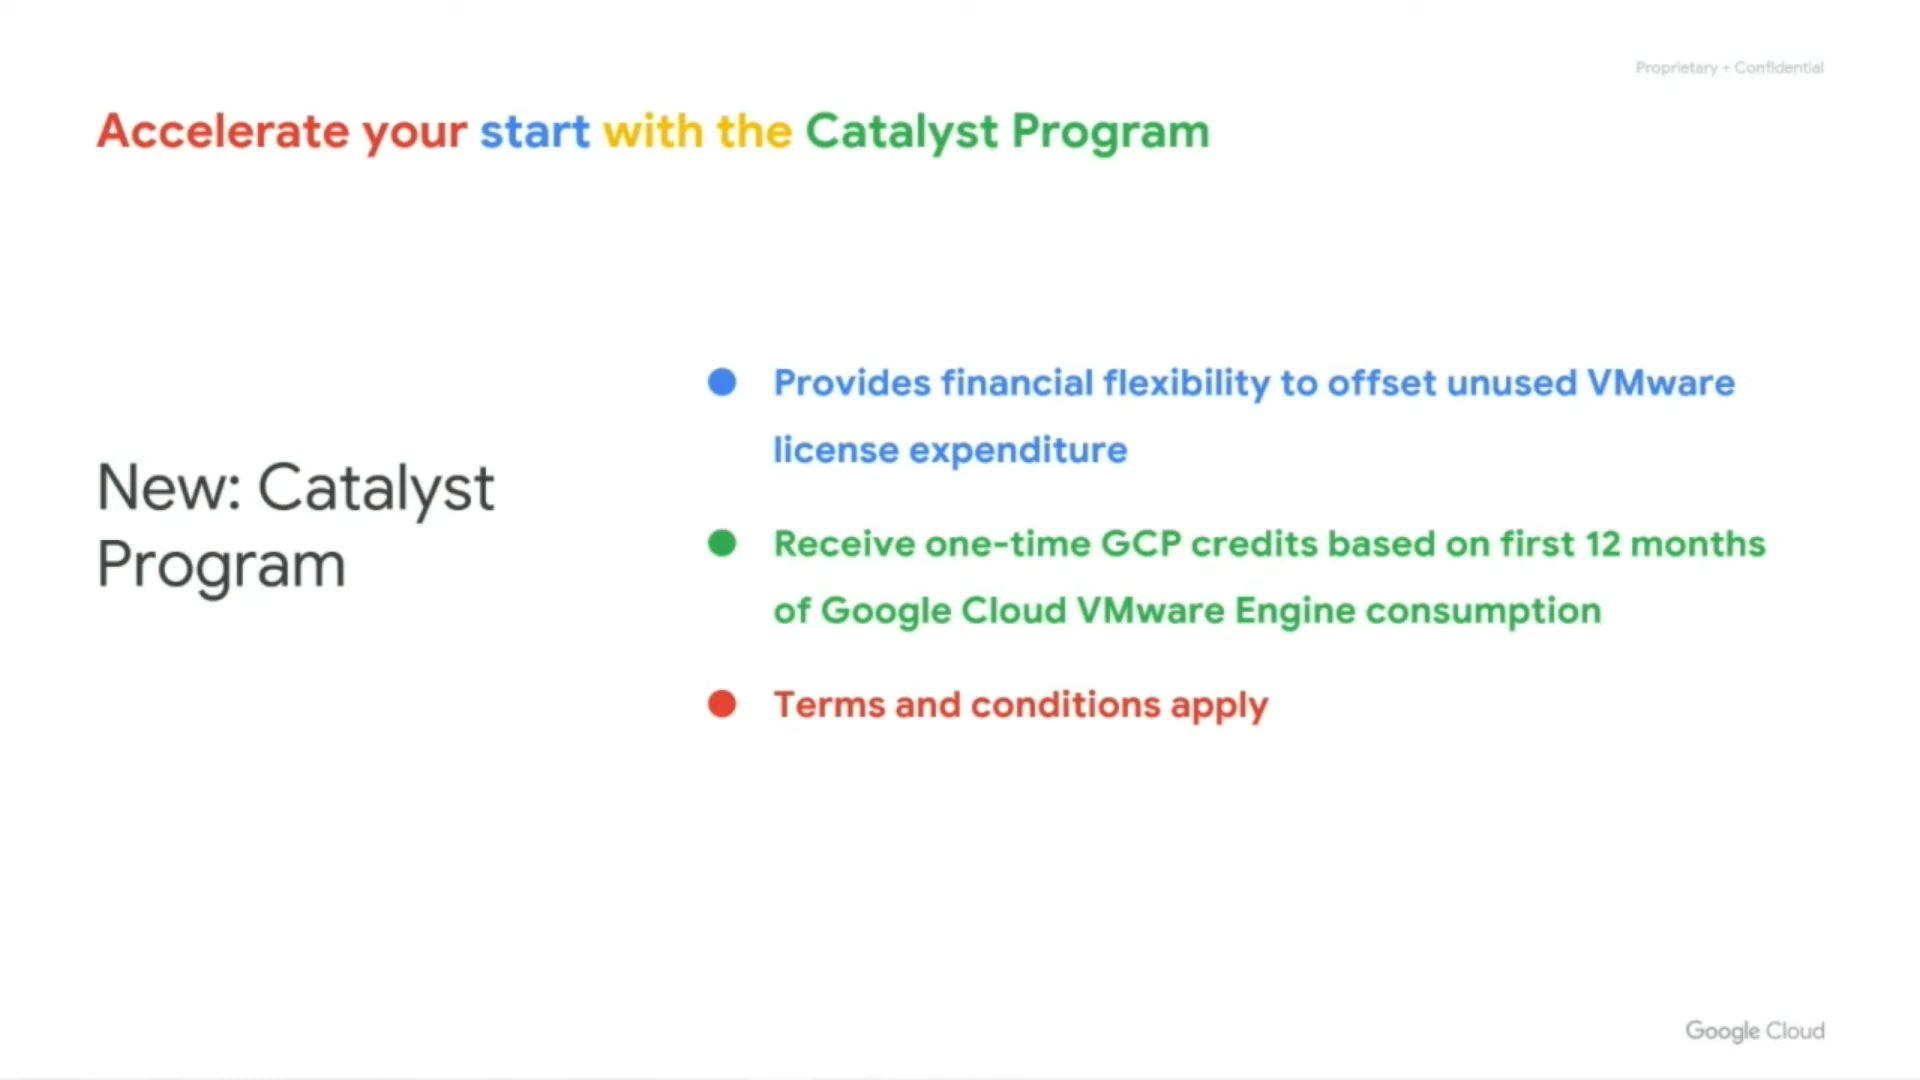 Proprietary + Confidential
Accelerate your start with the Catalyst Program
New: Catalyst
Program
Provides financial flexibility to offset unused VMware
license expenditure
Receive one-time GCP credits based on first 12 months
of Google Cloud VMware Engine consumption
Terms and conditions apply
Google Cloud